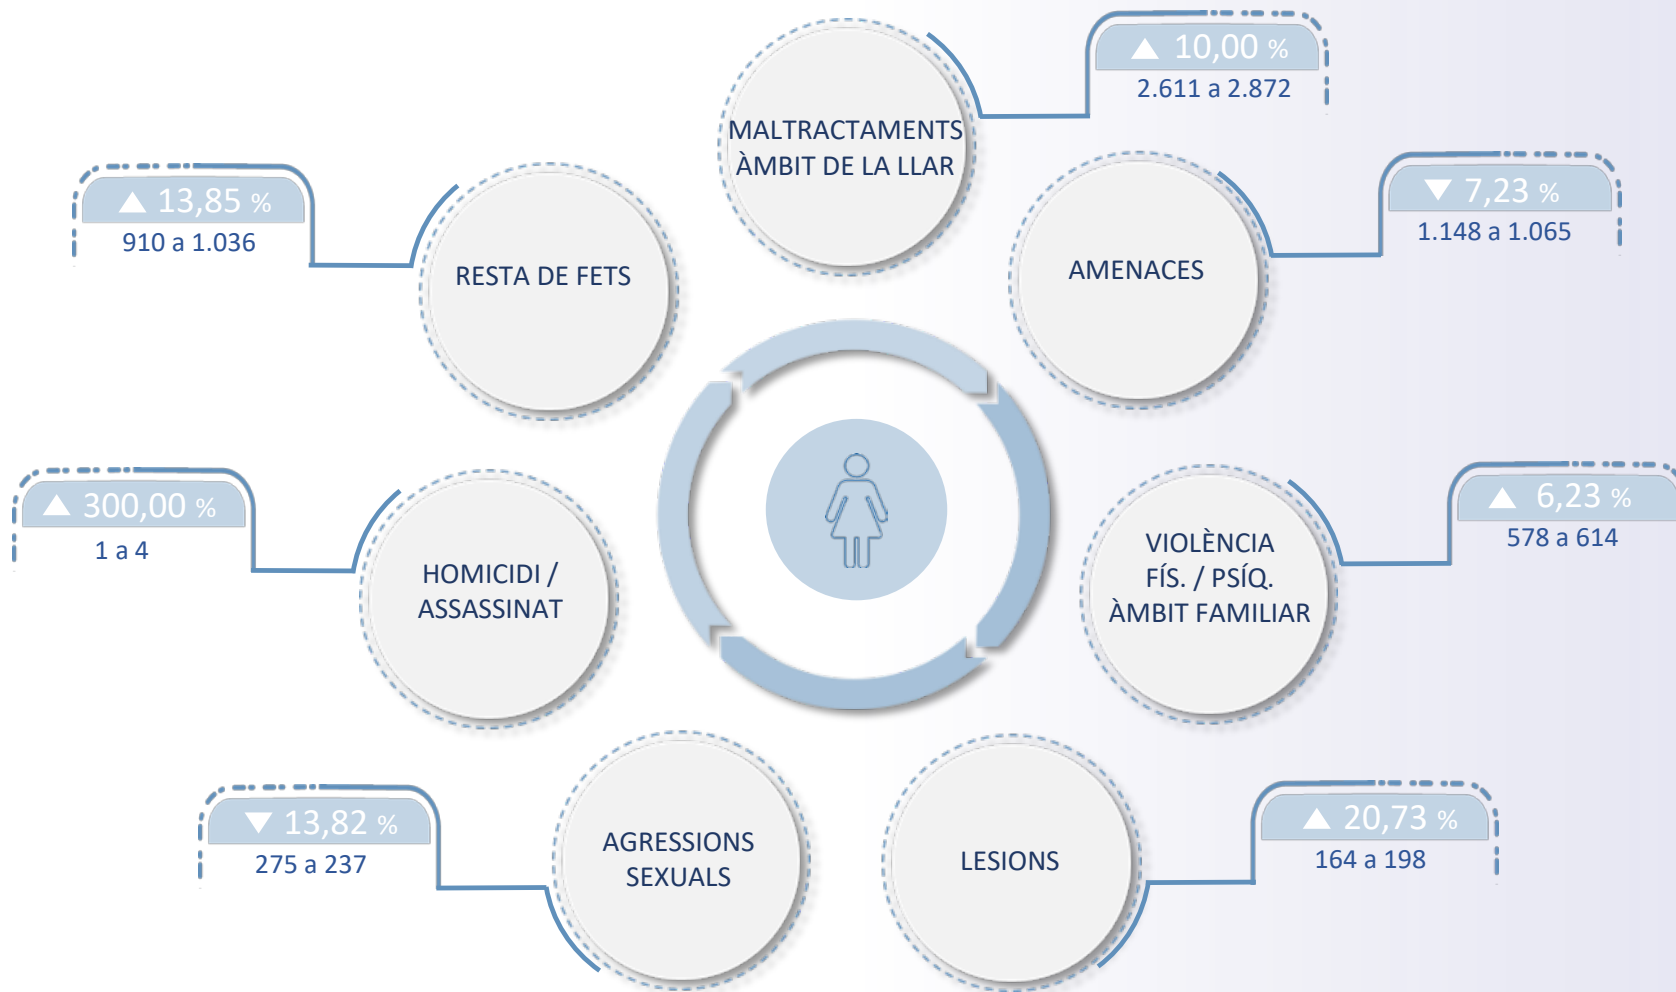 ▲ 10,00 %
2.611 a 2.872
MALTRACTAMENTS
ÀMBIT DE LA LLAR
▼ 7,23 %
1.148 a 1.065
AMENACES
▲ 6,23 %
578 a 614
VIOLÈNCIA
FÍS. / PSÍQ.
ÀMBIT FAMILIAR
▲ 20,73 %
164 a 198
LESIONS
▼ 13,82 %
275 a 237
AGRESSIONS
SEXUALS
▲ 300,00 %
1 a 4
HOMICIDI /
ASSASSINAT
▲ 13,85 %
910 a 1.036
RESTA DE FETS